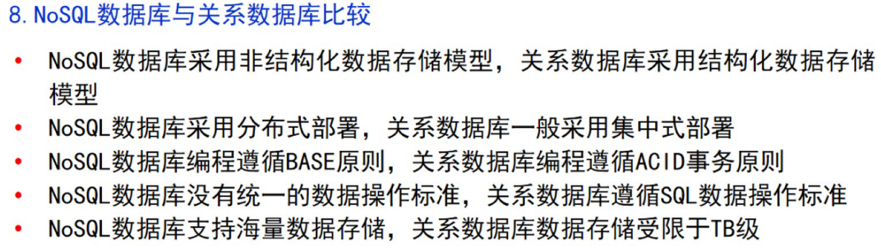 8.NoSQL数据库与关系数据库比较
• NoSQL数据库采用非结构化数据存储模型，关系数据库采用结构化数据存储
模型
• NoSQL数据库采用分布式部署，关系数据库一般采用集中式部署
• NoSQL数据库编程遵循BASE原则，关系数据库编程遵循ACID事务原则
• NoSQL数据库没有统一的数据操作标准，关系数据库遵循SQL数据操作标准
• NoSQL数据库支持海量数据存储，关系数据库数据存储受限于TB级